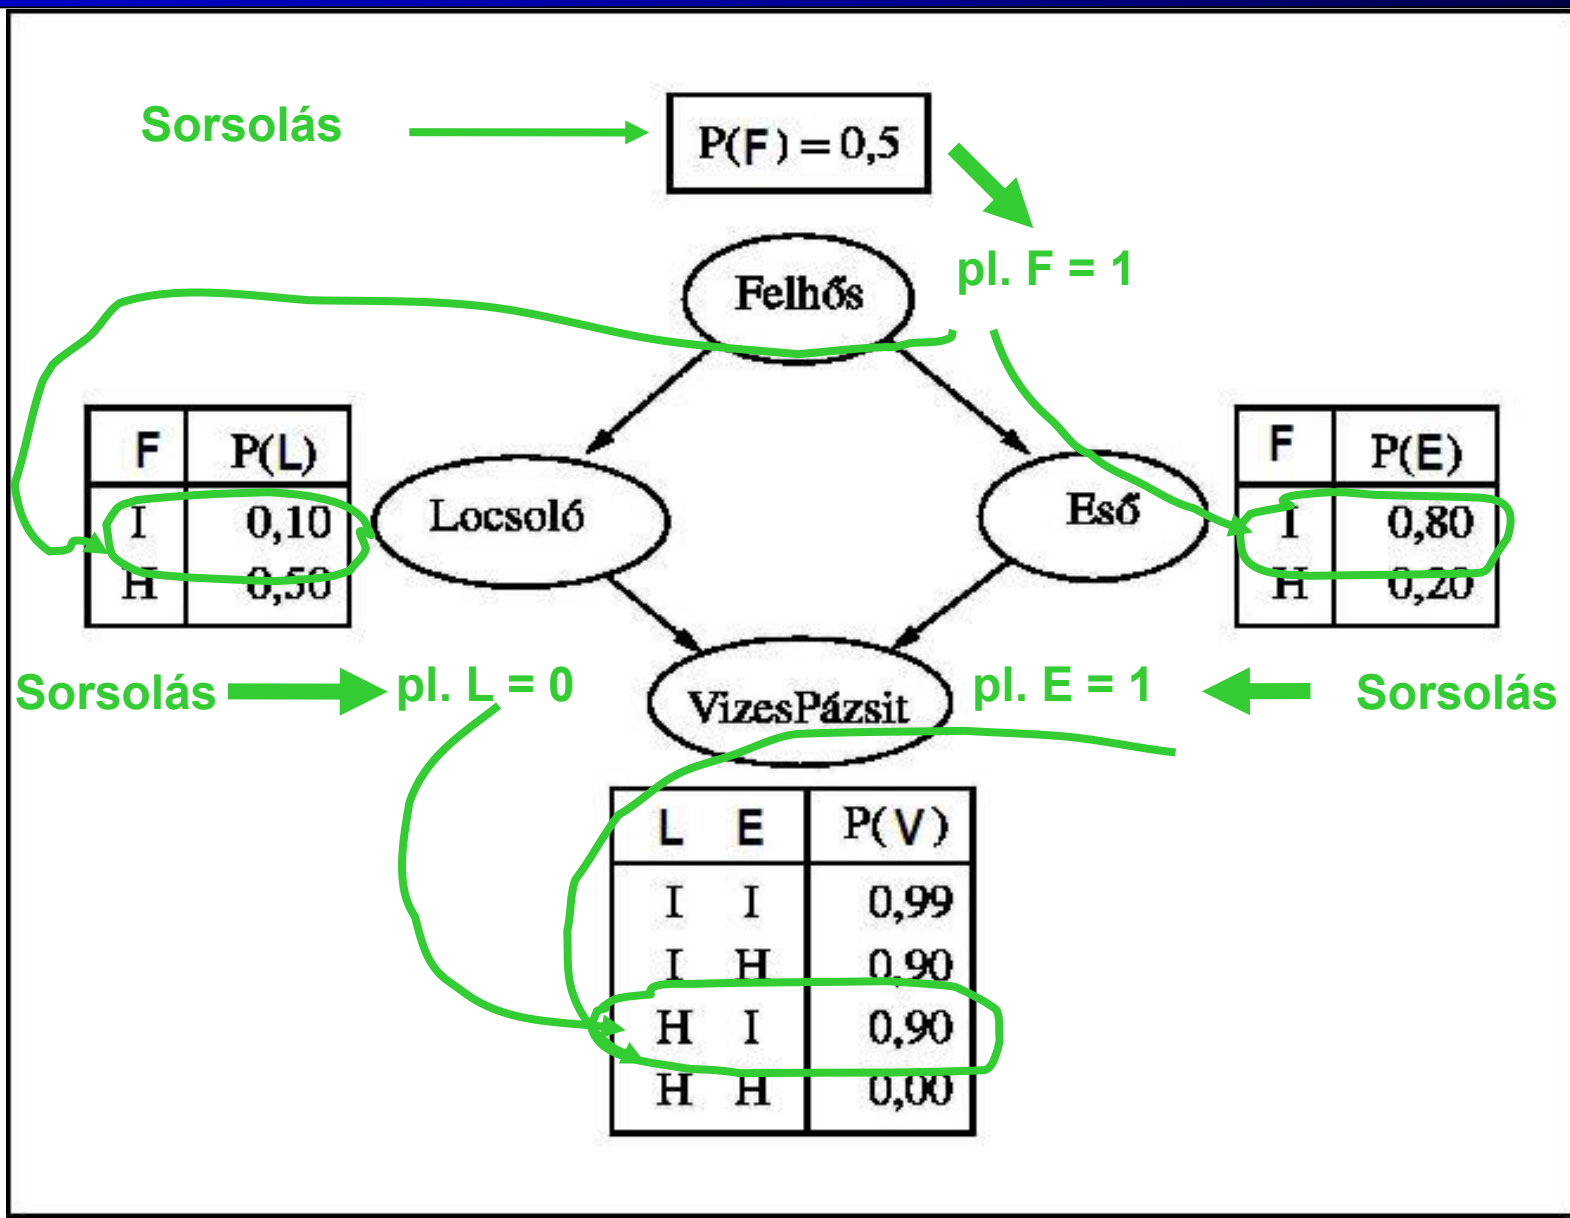 Sorsolás
P(F) = 0,5
pl. F = 1
Felhős
F P(L)
I 0,10
H 0,50
Locsoló
Eső
F P(E)
I 0,80
H 0,20
Sorsolás
pl. L = 0
VizesPázsit
pl. E = 1
Sorsolás
L E P(V)
I I 0,99
I H 0,90
H I 0,90
H H 0,00